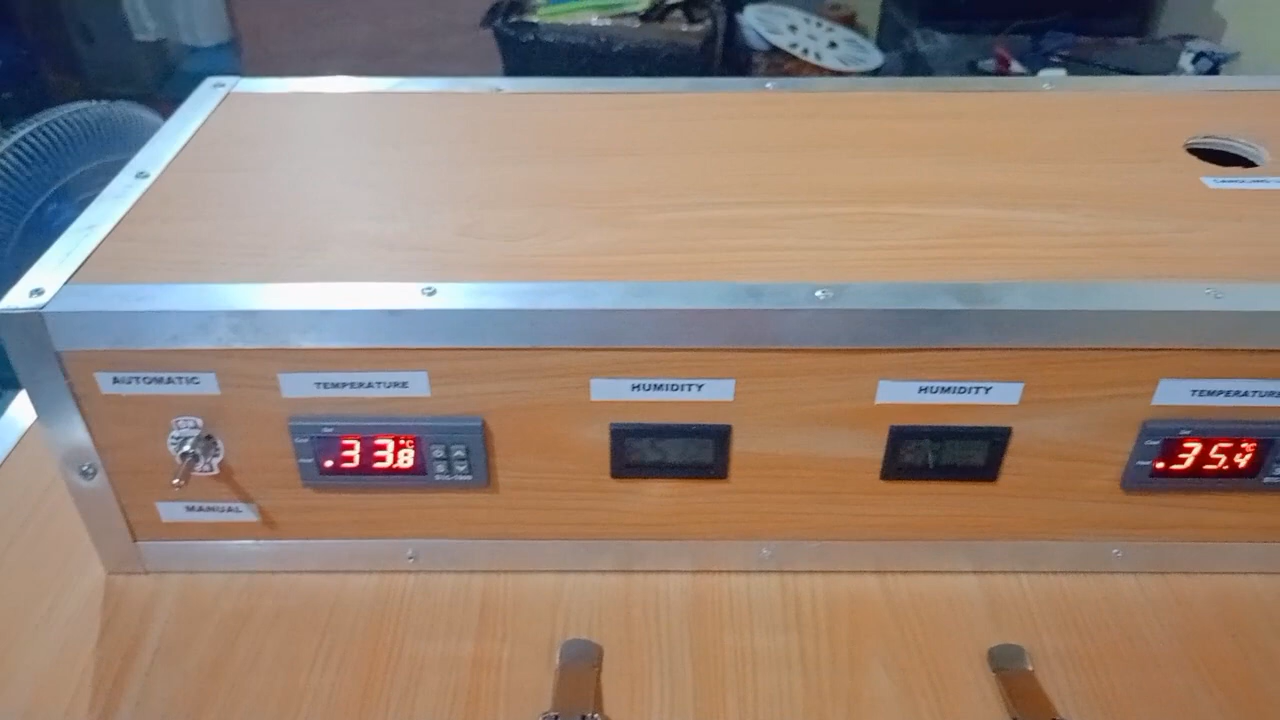 AUTOMATIC
TEMPERATURE
HUMIDITY
HUMIDITY
TEMPERATURE
.33.8 °C
.35.4 °C
MANUAL